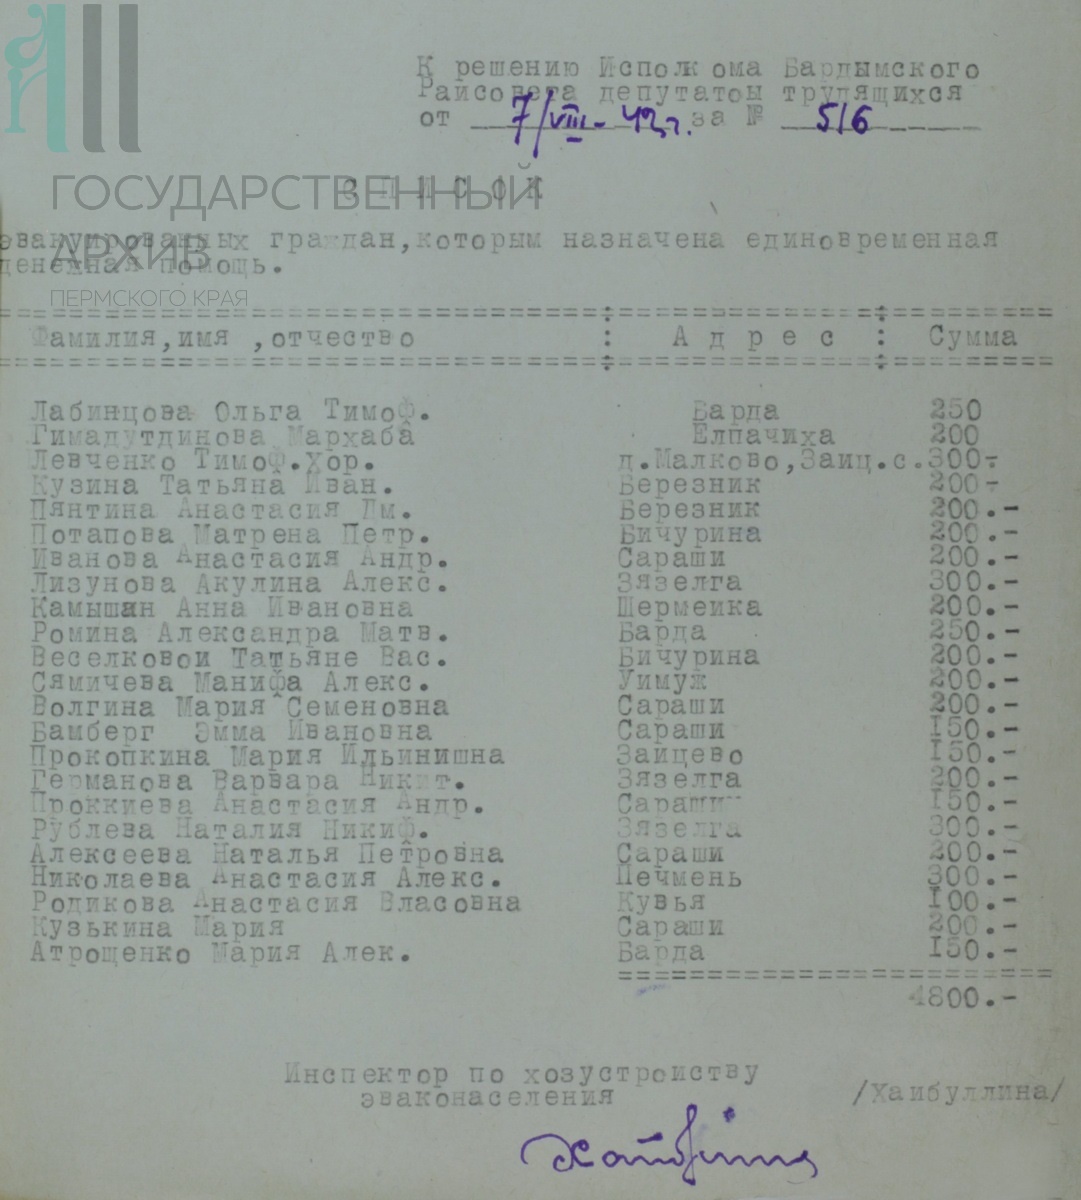 К решению Исполкома Бардымского
Райсовета депутатов трудящихся
от 7/VIII-42г. за № 516
ГОСУДАРСТВЕННЫЙ
СПИСОК
эвакуированных граждан,которым назначена единовременная
АРХИВ
денежная помощь.
ПЕРМСКОГО КРАЯ
Фамилия,имя ,отчество : Адрес : Сумма
Лабинцова Ольга Тимоф. Барда 250
Гимадутдинова Мархаба Елпачиха 200
Левченко Тимоф.Хор. д.Малково,Заиц.с.300-
Кузина Татьяна Иван. Березник 200-
Пянтина Анастасия Дм. Березник 200.-
Потапова Матрена Петр. Бичурина 200.-
Иванова Анастасия Андр. Сараши 200.-
Лизунова Акулина Алекс. Зязелга 300.-
Камышан Анна Ивановна Шермеика 200.-
Ромина Александра Матв. Барда 250.-
Веселковои Татьяне Вас. Бичурина 200.-
Сямичева Манифа Алекс. Уимуж 200.-
Волгина Мария Семеновна Сараши 200.-
Бамберг Эмма Ивановна Сараши 150.-
Прокопкина Мария Ильинишна Зайцево 150.-
Германова Варвара Никит. Зязелга 200.-
Проккиева Анастасия Андр. Сараши 150.-
Рублева Наталия Никиф. Зязелга 300.-
Алексеева Наталья Петровна Сараши 200.-
Николаева Анастасия Алекс. Печмень 300.-
Родикова Анастасия Власовна Кувья 100.-
Кузькина Мария Сараши 200.-
Атрощенко Мария Алек. Барда 150.-
4800.-
Инспектор по хозустроиству
эваконаселения /Хаибуллина/